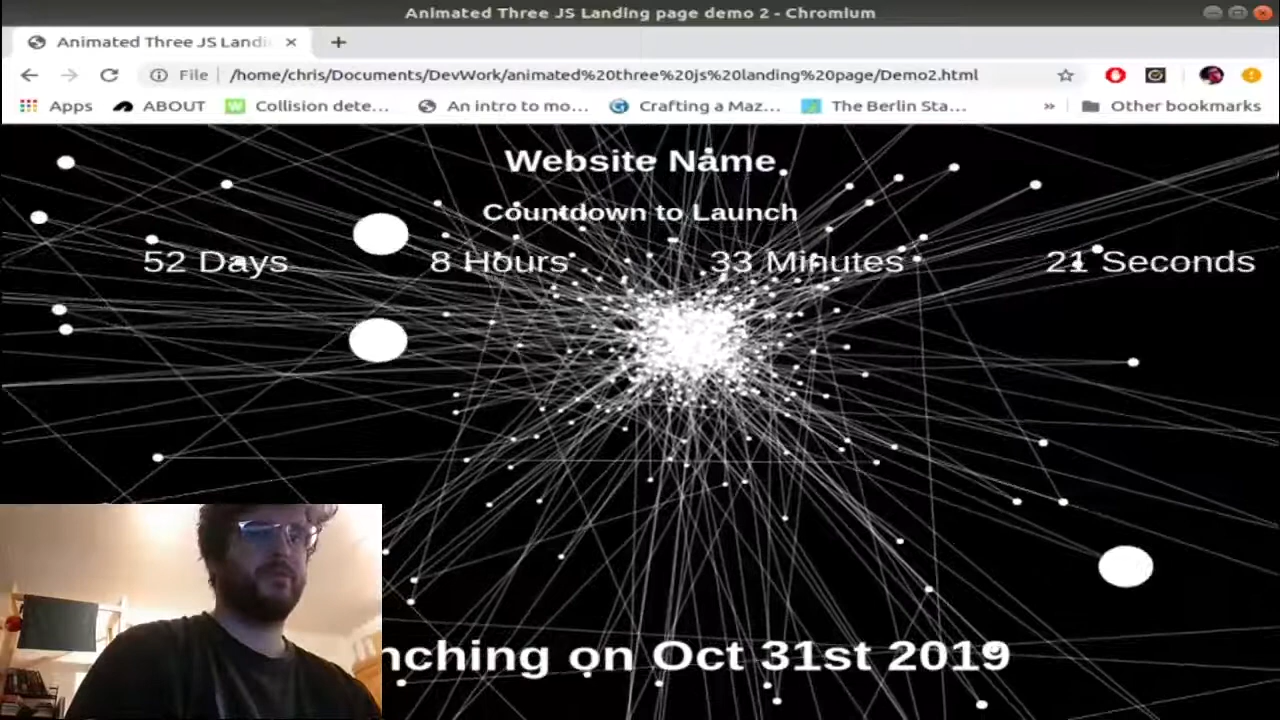 Animated Three JS Landing page demo 2 - Chromium
Animated Three JS Landi
File /home/chris/Documents/DevWork/animated%20three%20js%20landing%20page/Demo2.html
Apps ABOUT Collision dete... An intro to mo... Crafting a Maz... The Berlin Sta... » Other bookmarks
Website Name
Countdown to Launch
52 Days 8 Hours 33 Minutes 21 Seconds
nching on Oct 31st 2019